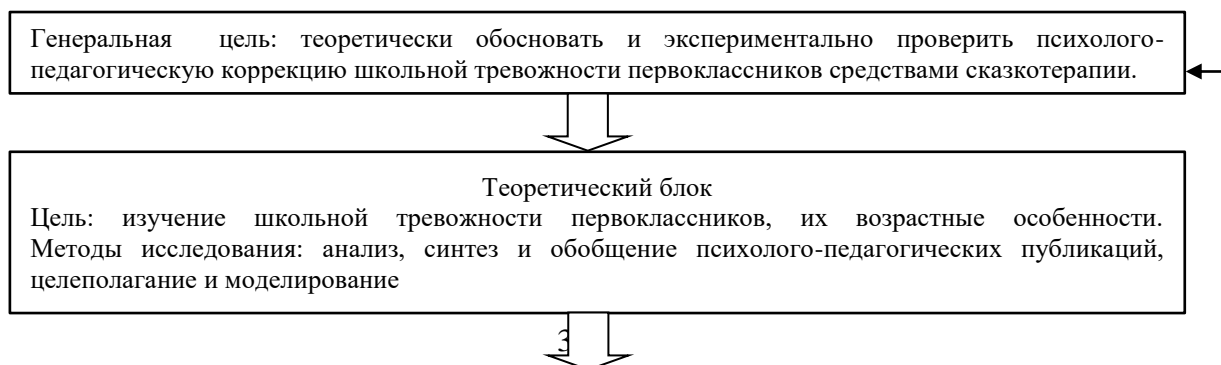 Генеральная цель: теоретически обосновать и экспериментально проверить психолого-
педагогическую коррекцию школьной тревожности первоклассников средствами сказкотерапии.
Теоретический блок
Цель: изучение школьной тревожности первоклассников, их возрастные особенности.
Методы исследования: анализ, синтез и обобщение психолого-педагогических публикаций,
целеполагание и моделирование